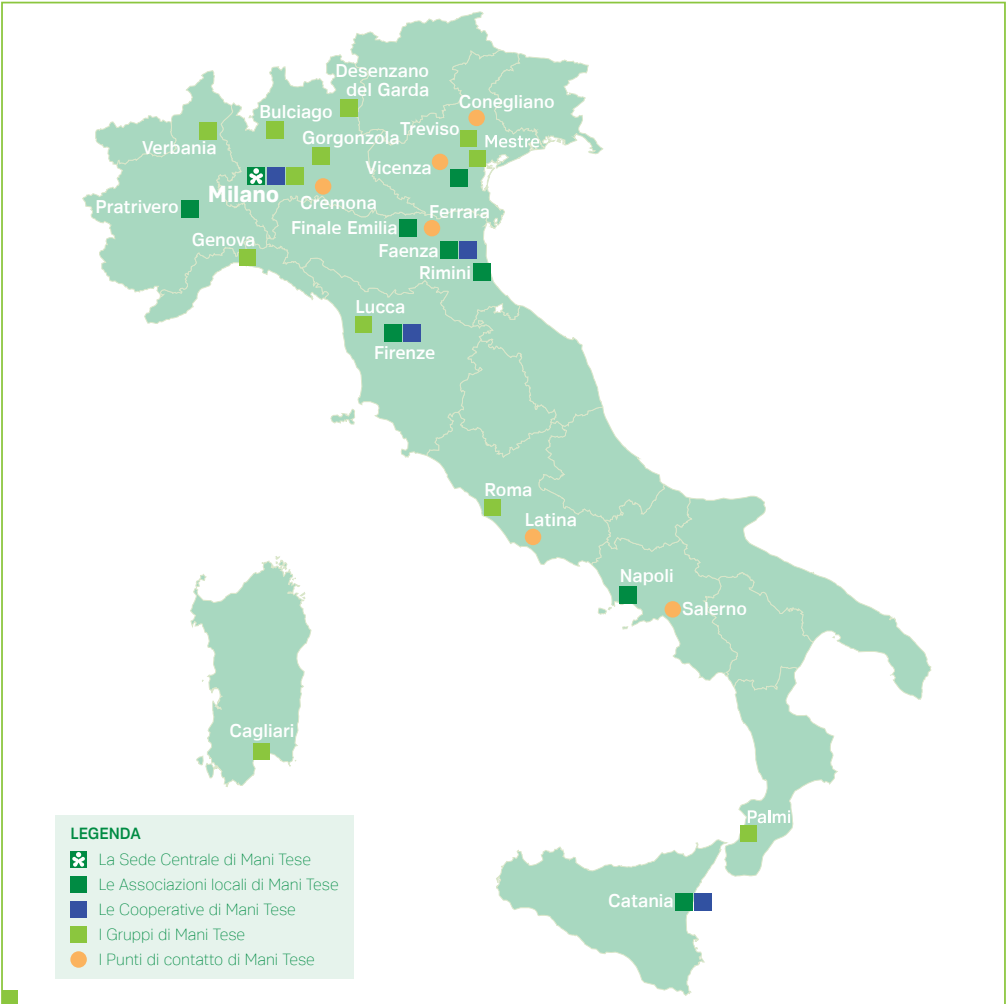 Desenzano
del Garda
Conegliano
Bulciago
Treviso
Gorgonzola
Mestre
Verbania
Vicenza
Milano
Cremona
Pratrivero
Ferrara
Finale Emilia
Genova
Faenza
Rimini
Lucca
Firenze
Roma
Latina
Napoli
Salerno
Cagliari
Palmi
Catania
LEGENDA
La Sede Centrale di Mani Tese
Le Associazioni locali di Mani Tese
Le Cooperative di Mani Tese
I Gruppi di Mani Tese
I Punti di contatto di Mani Tese